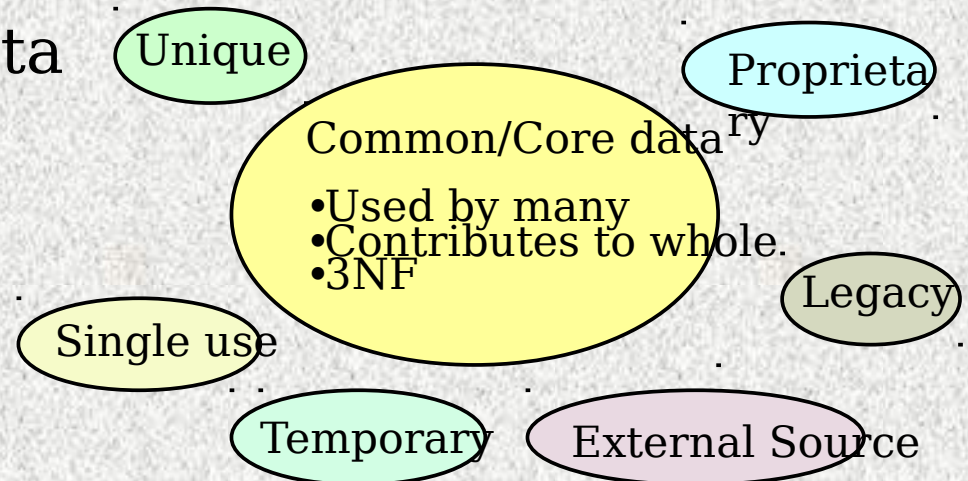 ta
Unique
Proprieta
ry
Common/Core data
•Used by many
•Contributes to whole
•3NF
Legacy
Single use
Temporary
External Source